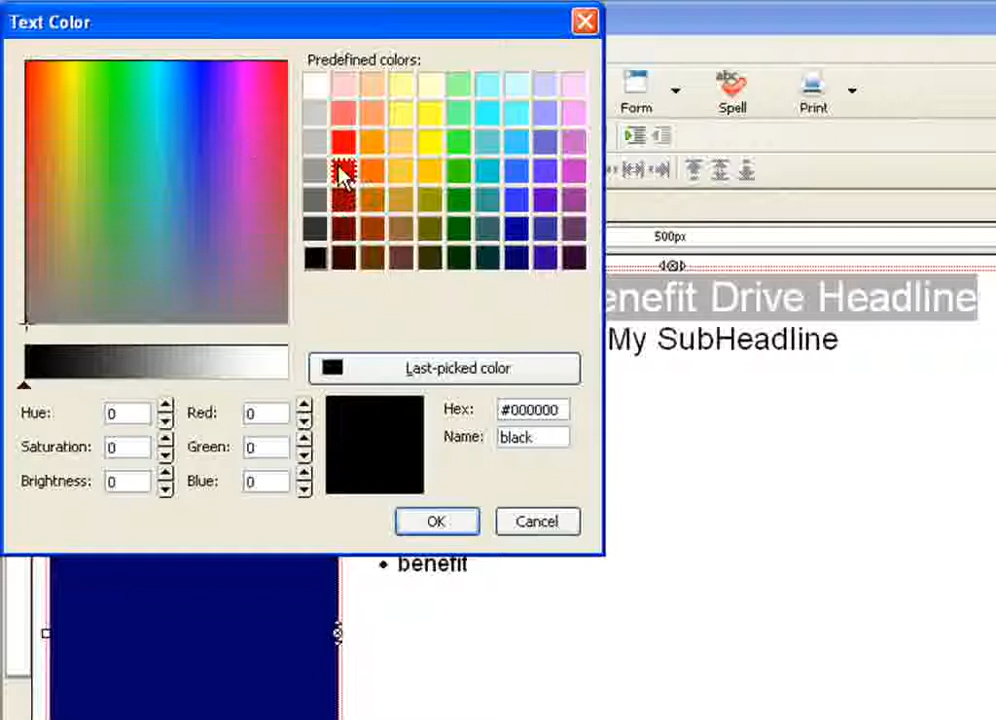 Text Color
Predefined colors:
Form
abc
Spell
Print
500px
enefit Drive Headline
My SubHeadline
Last-picked color
Hue: 0
Red: 0
Hex: #000000
Saturation: 0
Green: 0
Name: black
Brightness: 0
Blue: 0
OK
Cancel
• benefit